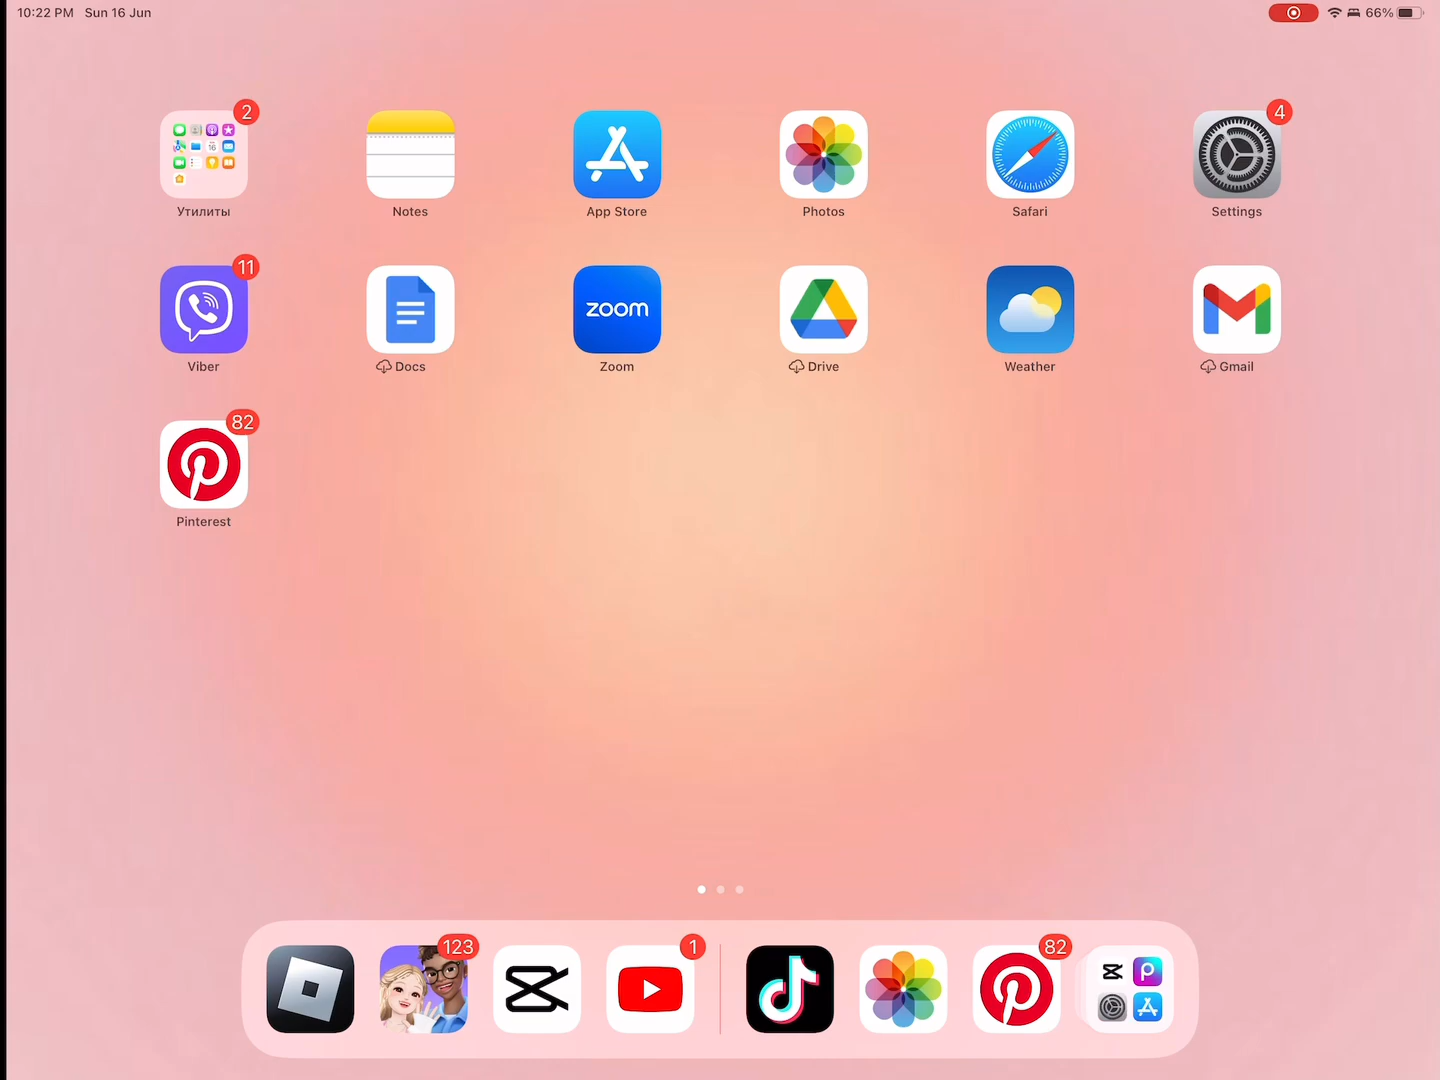 10:22 PM Sun 16 Jun 66%
2 4
16
Утилиты Notes App Store Photos Safari Settings
11
zoom
Viber Docs Zoom Drive Weather Gmail
82
Pinterest
123 1 82